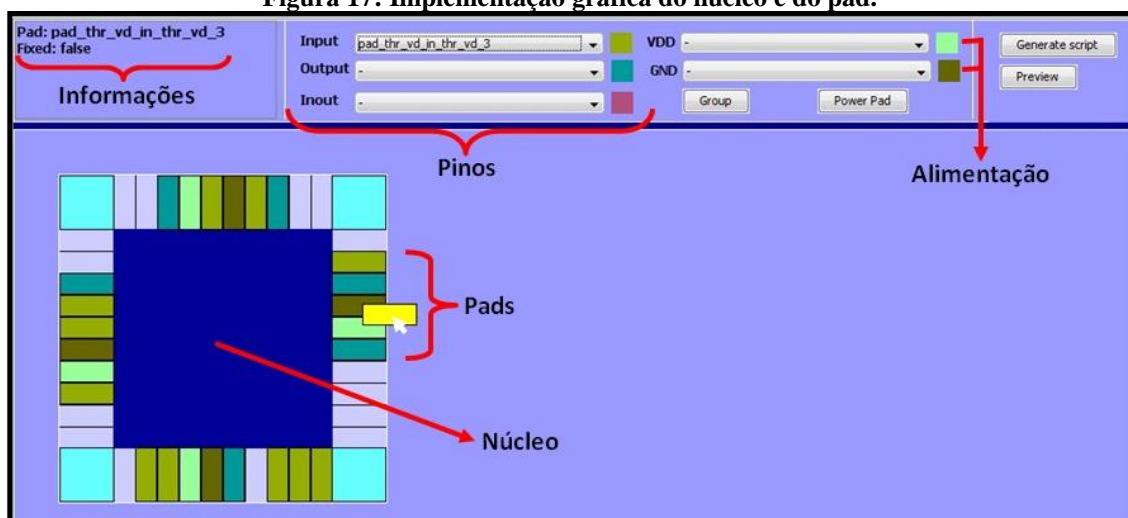 Figura 17: Implementação gráfica do núcleo e do pad.
Pad: pad_thr_vd_in_thr_vd_3
Fixed: false
Informações
Input pad_thr_vd_in_thr_vd_3
Output -
Inout -
Pinos
VDD -
GND -
Group Power Pad
Generate script
Preview
Alimentação
Pads
Núcleo